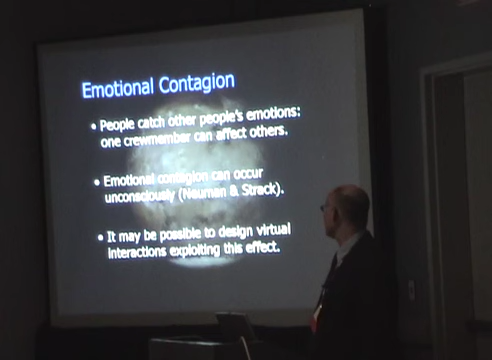 Emotional Contagion
• People catch other people's emotions:
one crewmember can affect others.
• Emotional contagion can occur
unconsciously (Neuman & Strack).
• It may be possible to design virtual
interactions exploiting this effect.